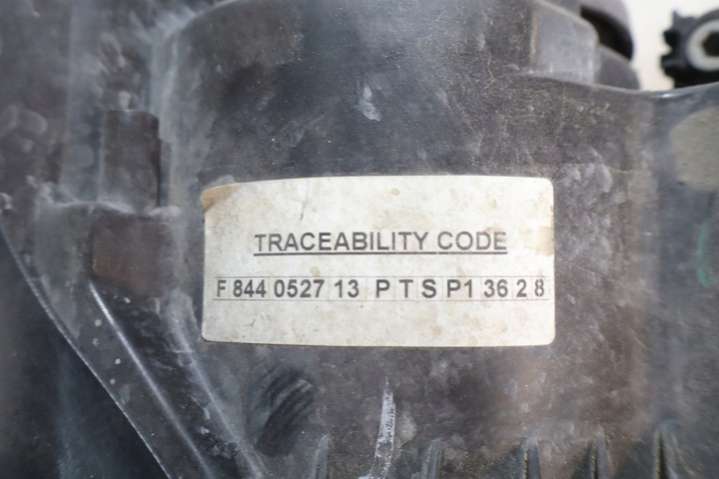 TRACEABILITY CODE
F 844 0527 13 P T S P1 36 2 8